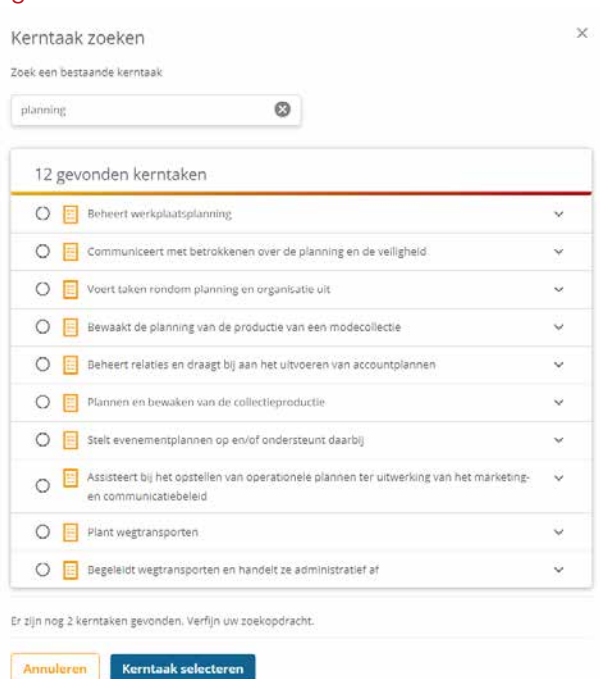 Kerntaak zoeken
Zoek een bestaande kerntaak
planning
12 gevonden kerntaken
Beheert werkplaatsplanning
Communiceert met betrokkenen over de planning en de veiligheid
Voert taken rondom planning en organisatie uit
Bewaakt de planning van de productie van een modecollectie
Beheert relaties en draagt bij aan het uitvoeren van accountplannen
Plannen en bewaken van de collectieproductie
Stelt evenementplannen op en/of ondersteunt daarbij
Assisteert bij het opstellen van operationele plannen ter uitwerking van het marketing-
en communicatiebeleid
Plant wegtransporten
Begeleidt wegtransporten en handelt ze administratief af
Er zijn nog 2 kerntaken gevonden. Verfijn uw zoekopdracht.
Annuleren Kerntaak selecteren